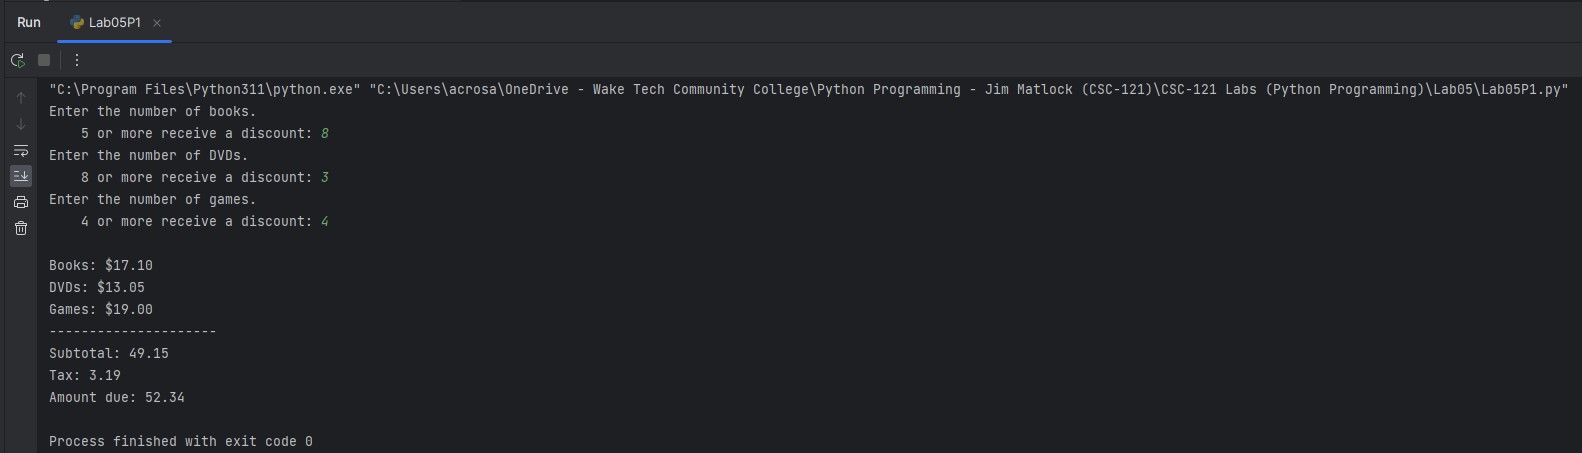 Run
Lab05P1
"C:\Program Files\Python311\python.exe" "C:\Users\acrosa\OneDrive - Wake Tech Community College\Python Programming - Jim Matlock (CSC-121)\CSC-121 Labs (Python Programming)\Lab05\Lab05P1.py"
Enter the number of books.
    5 or more receive a discount: 8
Enter the number of DVDs.
    8 or more receive a discount: 3
Enter the number of games.
    4 or more receive a discount: 4
Books: $17.10
DVDs: $13.05
Games: $19.00
---------------------
Subtotal: 49.15
Tax: 3.19
Amount due: 52.34
Process finished with exit code 0